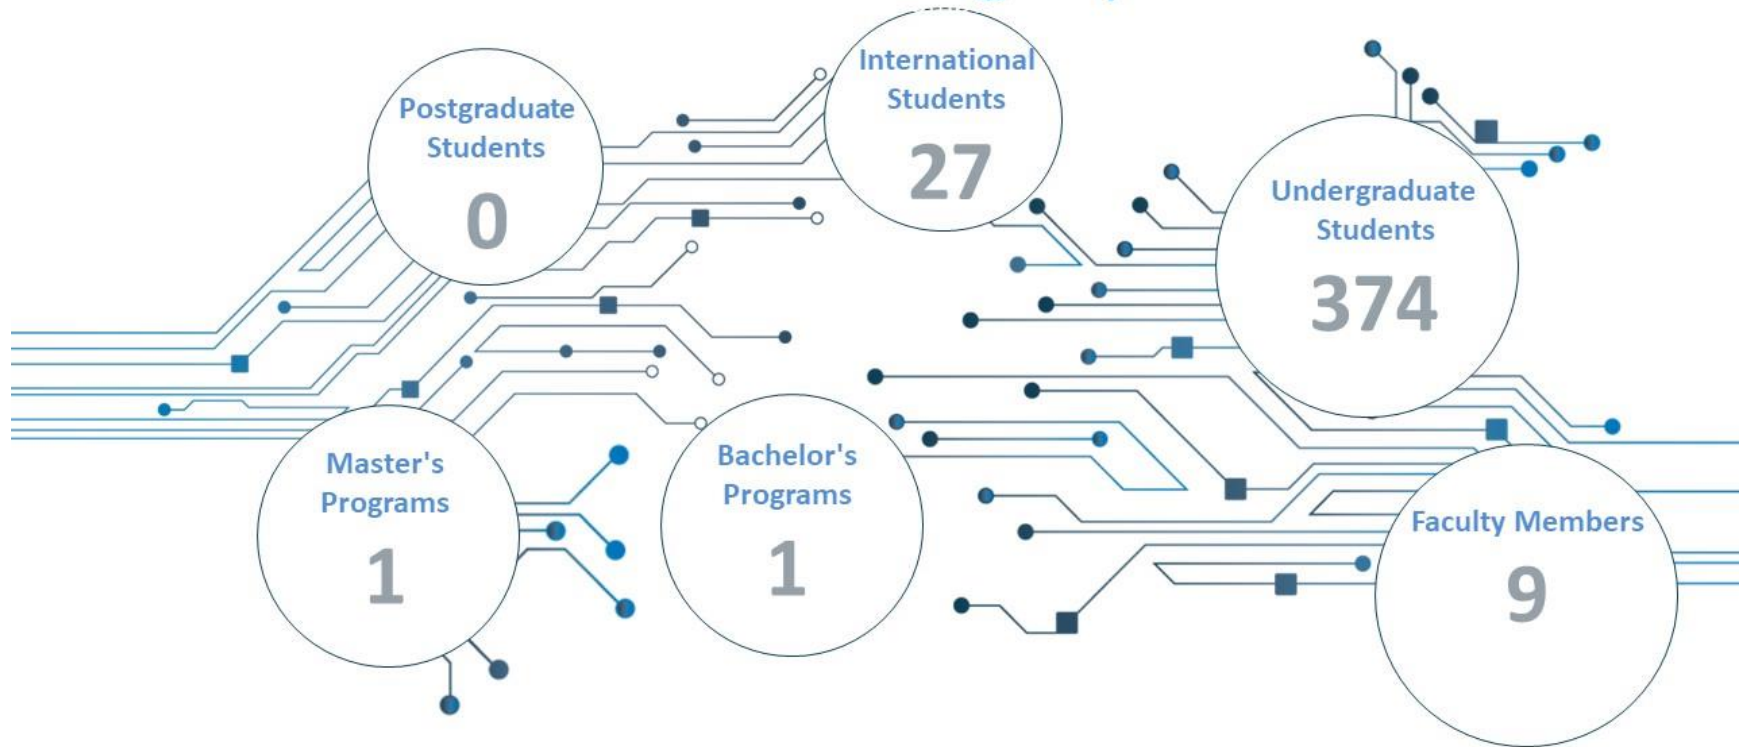 International
Students
27
Postgraduate
Students
0
Undergraduate
Students
374
Master's
Programs
1
Bachelor's
Programs
1
Faculty Members
9